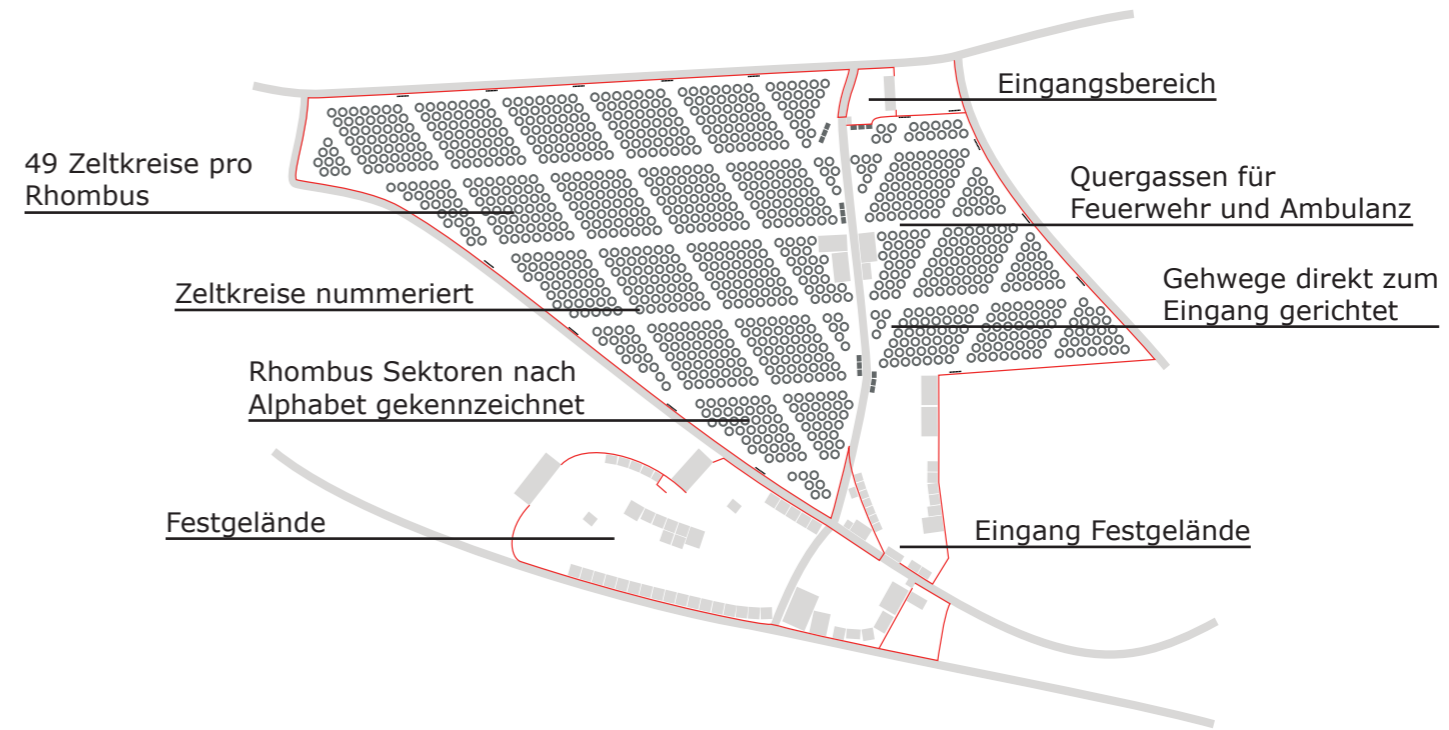 Eingangsbereich
49 Zeltkreise pro
Rhombus
Quergassen für
Feuerwehr und Ambulanz
Zeltkreise nummeriert
Gehwege direkt zum
Eingang gerichtet
Rhombus Sektoren nach
Alphabet gekennzeichnet
Festgelände
Eingang Festgelände